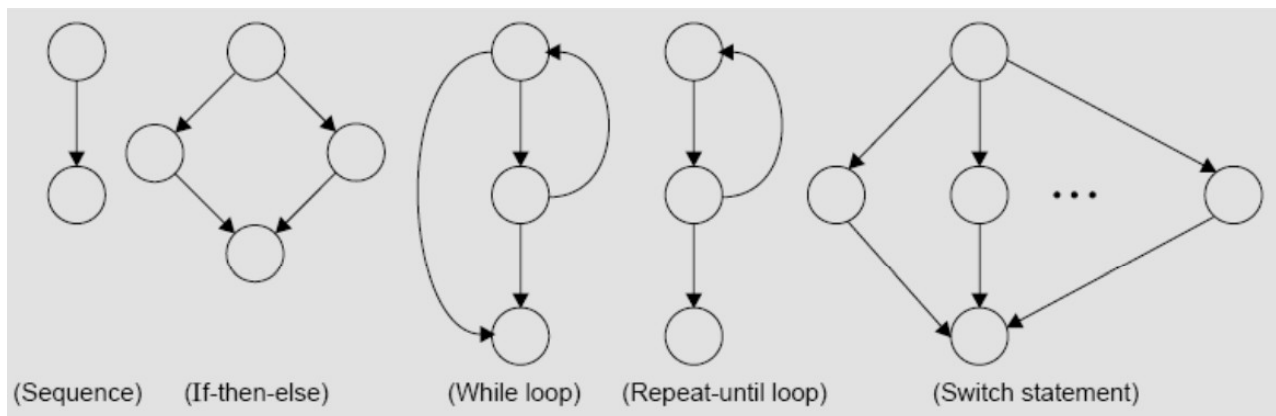 (Sequence) (If-then-else) (While loop) (Repeat-until loop) (Switch statement)